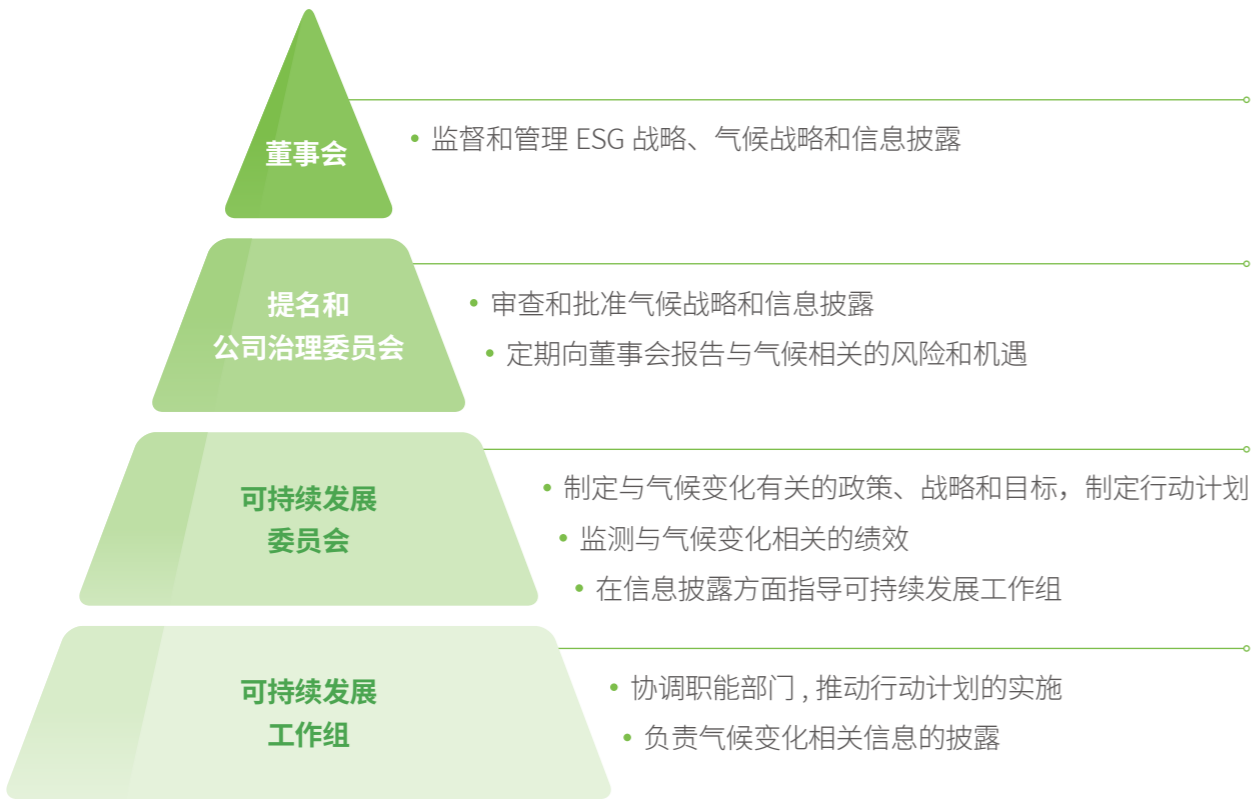 董事会
• 监督和管理 ESG 战略、气候战略和信息披露
提名和
公司治理委员会
• 审查和批准气候战略和信息披露
• 定期向董事会报告与气候相关的风险和机遇
可持续发展
委员会
• 制定与气候变化有关的政策、战略和目标，制定行动计划
• 监测与气候变化相关的绩效
• 在信息披露方面指导可持续发展工作组
可持续发展
工作组
• 协调职能部门 , 推动行动计划的实施
• 负责气候变化相关信息的披露